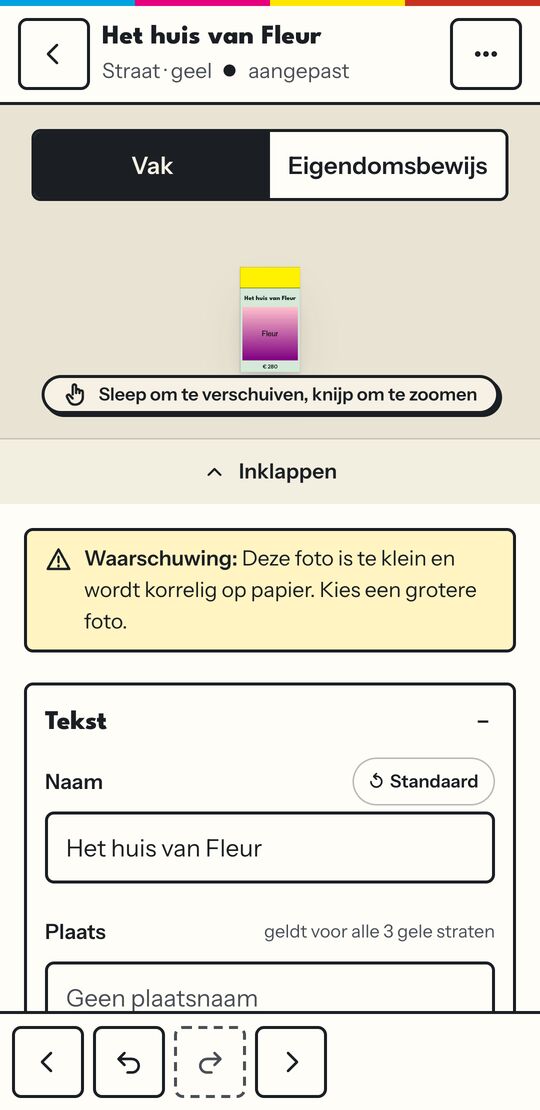 Het huis van Fleur
Straat · geel ● aangepast
Vak
Eigendomsbewijs
Het huis van Fleur
Fleur
€ 280
Sleep om te verschuiven, knijp om te zoomen
Inklappen
Waarschuwing: Deze foto is te klein en
wordt korrelig op papier. Kies een grotere
foto.
Tekst
Naam
Standaard
Het huis van Fleur
Plaats
geldt voor alle 3 gele straten
Geen plaatsnaam